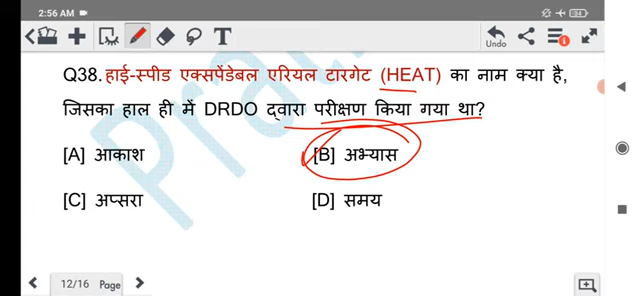 2:56 AM
34
T
Undo
Q38. हाई-स्पीड एक्सपेंडेबल एरियल टारगेट (HEAT) का नाम क्या है,
जिसका हाल ही में DRDO द्वारा परीक्षण किया गया था?
[A] आकाश [B] अभ्यास
[C] अप्सरा [D] समय
12/16 Page